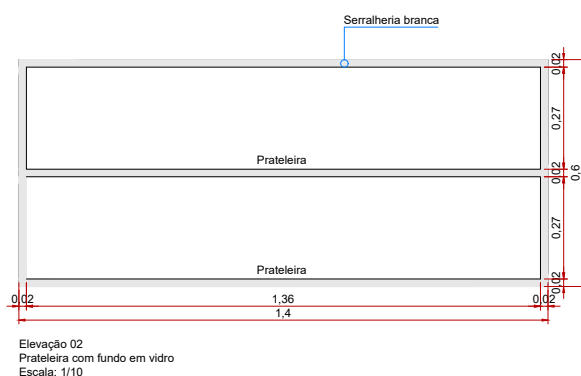 Serralheria branca
0,02
0,27
Prateleira
0,02
0,6
0,27
Prateleira
0,02
0,02
1,36
0,02
1,4
Elevação 02
Prateleira com fundo em vidro
Escala: 1/10